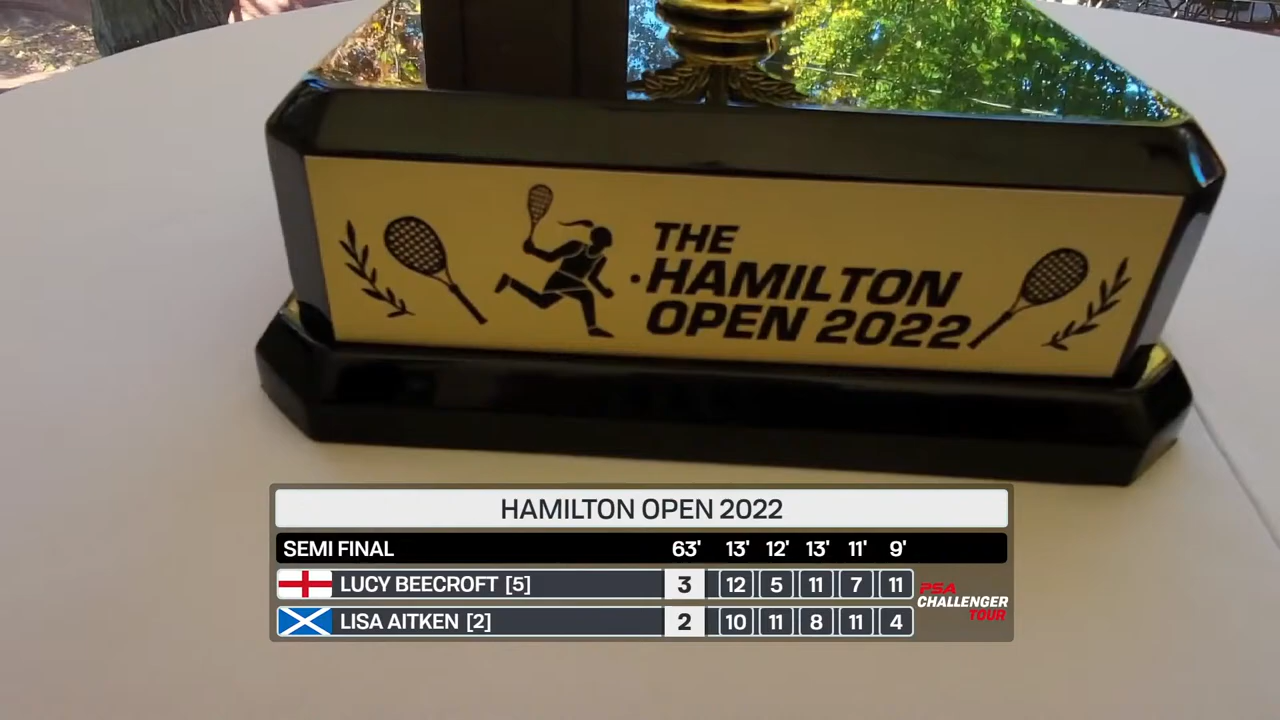 THE
HAMILTON
OPEN 2022
HAMILTON OPEN 2022
SEMI FINAL 63' 13' 12' 13' 11' 9'
LUCY BEECROFT [5] 3 12 5 11 7 11
LISA AITKEN [2] 2 10 11 8 11 4
PSA
CHALLENGER
TOUR